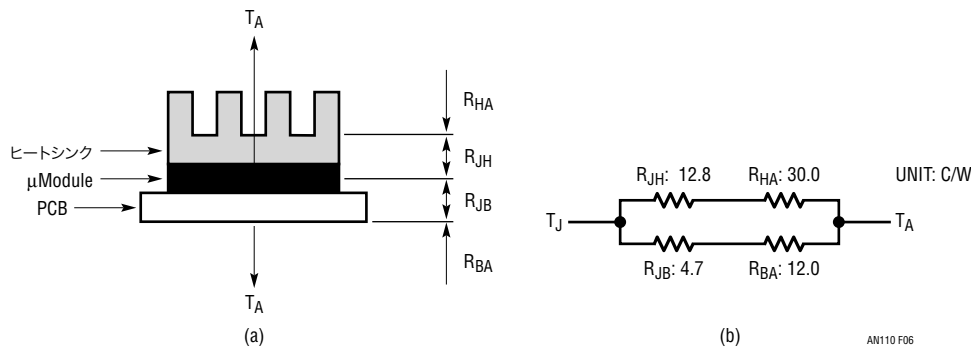 TA
RHA
ヒートシンク
RJH
µModule
RJB
PCB
RBA
TA
(a)
RJH: 12.8
RHA: 30.0
UNIT: C/W
TJ
TA
RJB: 4.7
RBA: 12.0
(b)
AN110 F06